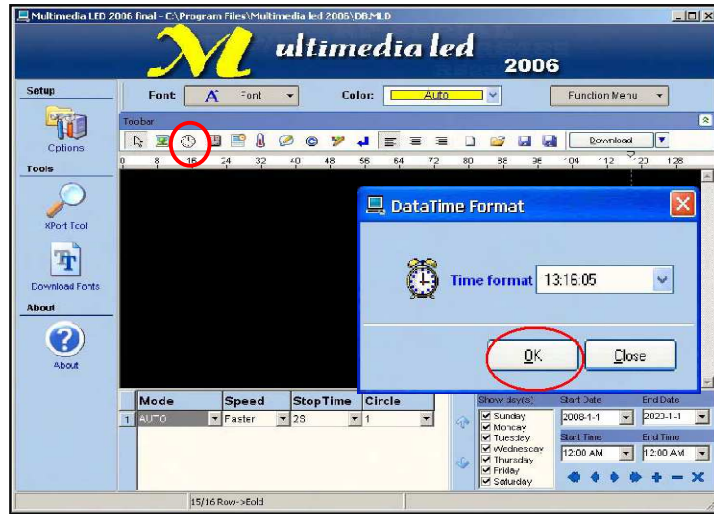 Multimedia LED 2006 final - C:\Program Files\Multimedia led 2006\DB.MLD
Multimedia led
2006
Setup
Options
Tools
XPort Tool
Download Fonts
About
About
Font: A Font
Color: Auto
Function Menu
Toolbar
Download
0 8 16 24 32 40 48 56 64 72 80 88 96 104 112 120 128
DataTime Format
Time format 13:16:05
OK Close
Mode Speed StopTime Circle
1 AUTO Faster 2S 1
Show day(s)
Sunday
Monday
Tuesday
Wednesday
Thursday
Friday
Saturday
Start Date End Date
2008-1-1 2023-1-1
Start Time End Time
12:00 AM 12:00 AM
15/16 Row->Bold